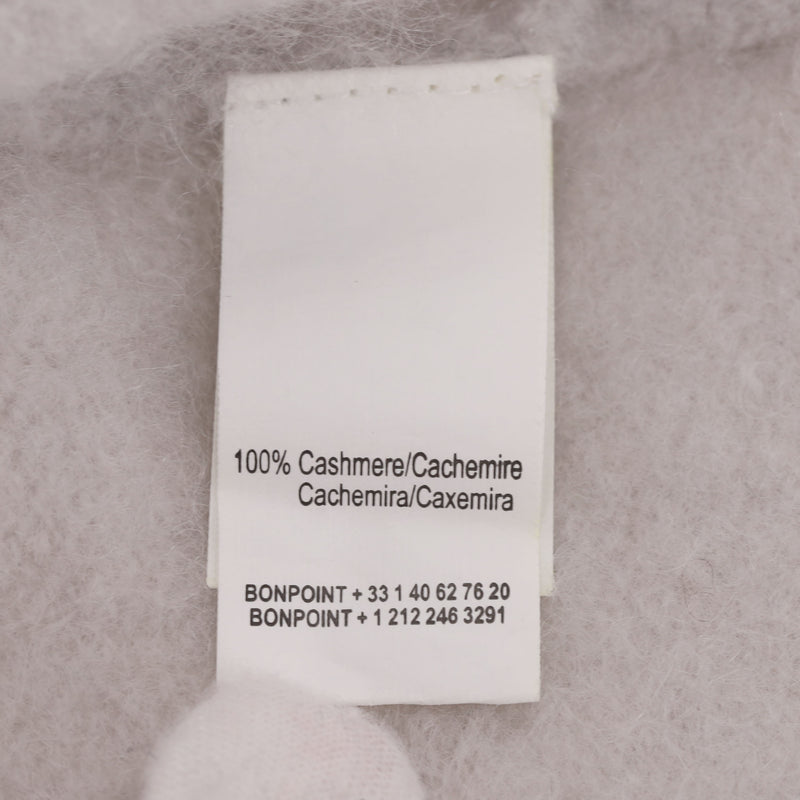 100% Cashmere/Cachemire
Cachemira/Caxemira
BONPOINT + 33 1 40 62 76 20
BONPOINT + 1 212 246 3291